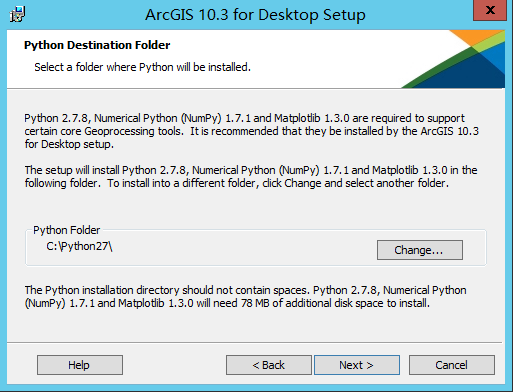 ArcGIS 10.3 for Desktop Setup
X
Python Destination Folder
Select a folder where Python will be installed.
Python 2.7.8, Numerical Python (NumPy) 1.7.1 and Matplotlib 1.3.0 are required to support
certain core Geoprocessing tools. It is recommended that they be installed by the ArcGIS 10.3
for Desktop setup.
The setup will install Python 2.7.8, Numerical Python (NumPy) 1.7.1 and Matplotlib 1.3.0 in the
following folder. To install into a different folder, click Change and select another folder.
Python Folder
C:\Python27\
Change...
The Python installation directory should not contain spaces. Python 2.7.8, Numerical Python
(NumPy) 1.7.1 and Matplotlib 1.3.0 will need 78 MB of additional disk space to install.
Help
< Back
Next >
Cancel